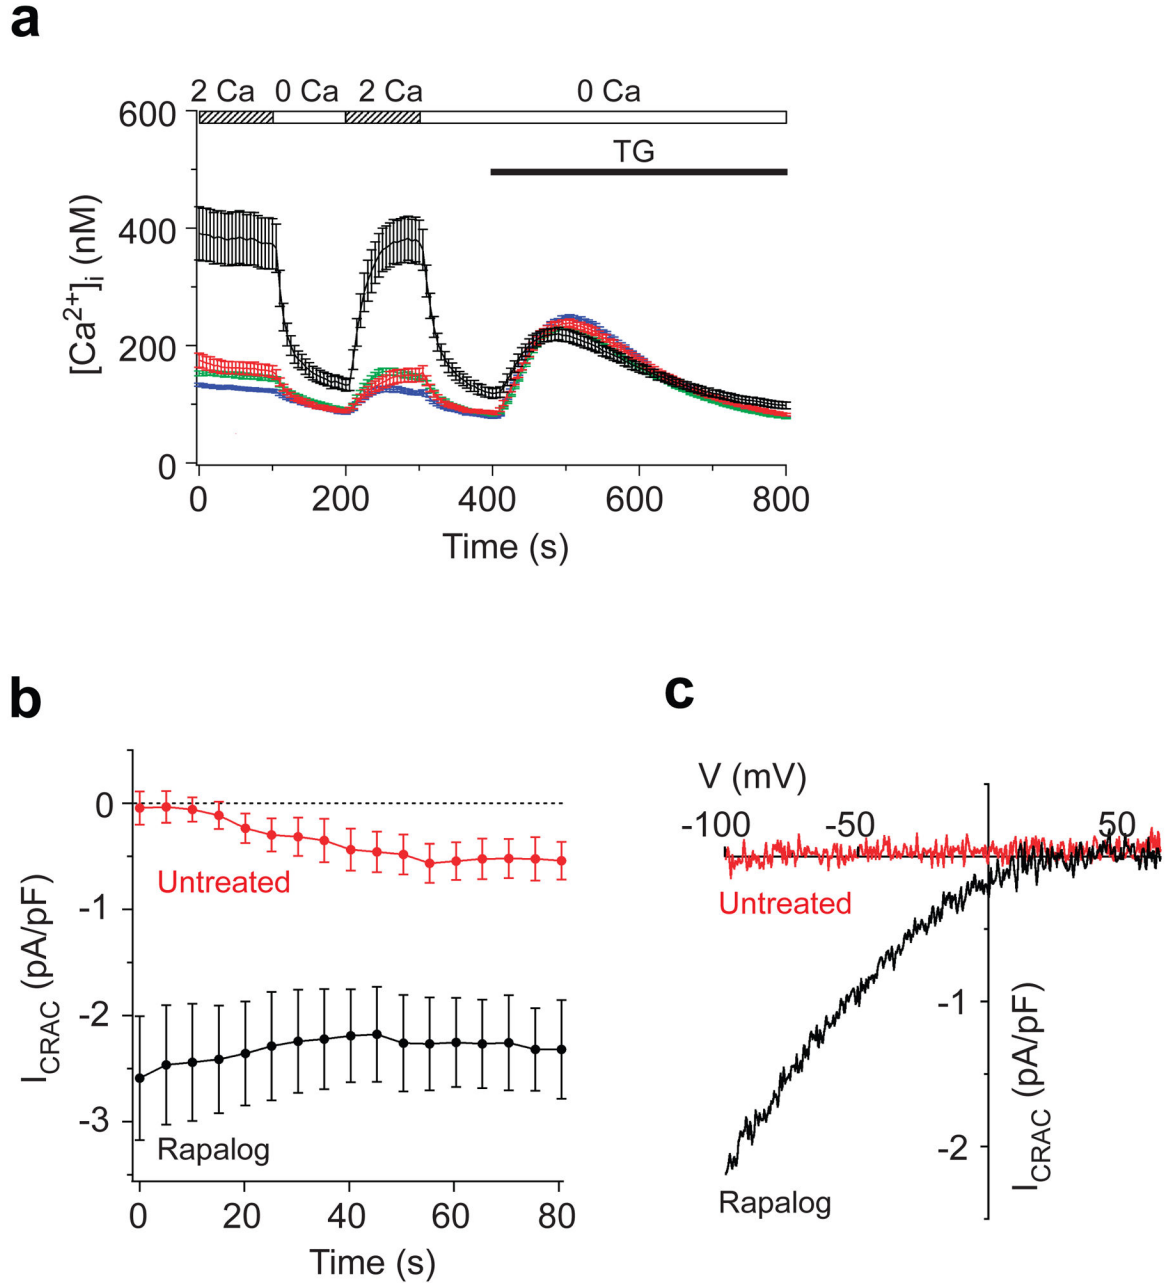 a
2 Ca 0 Ca 2 Ca 0 Ca
TG
600
400
200
0
[Ca²⁺]ᵢ (nM)
0 200 400 600 800
Time (s)
b
0
-1
-2
-3
I_CRAC (pA/pF)
Untreated
Rapalog
0 20 40 60 80
Time (s)
c
V (mV)
-100 -50 50
Untreated
-1
-2
I_CRAC (pA/pF)
Rapalog